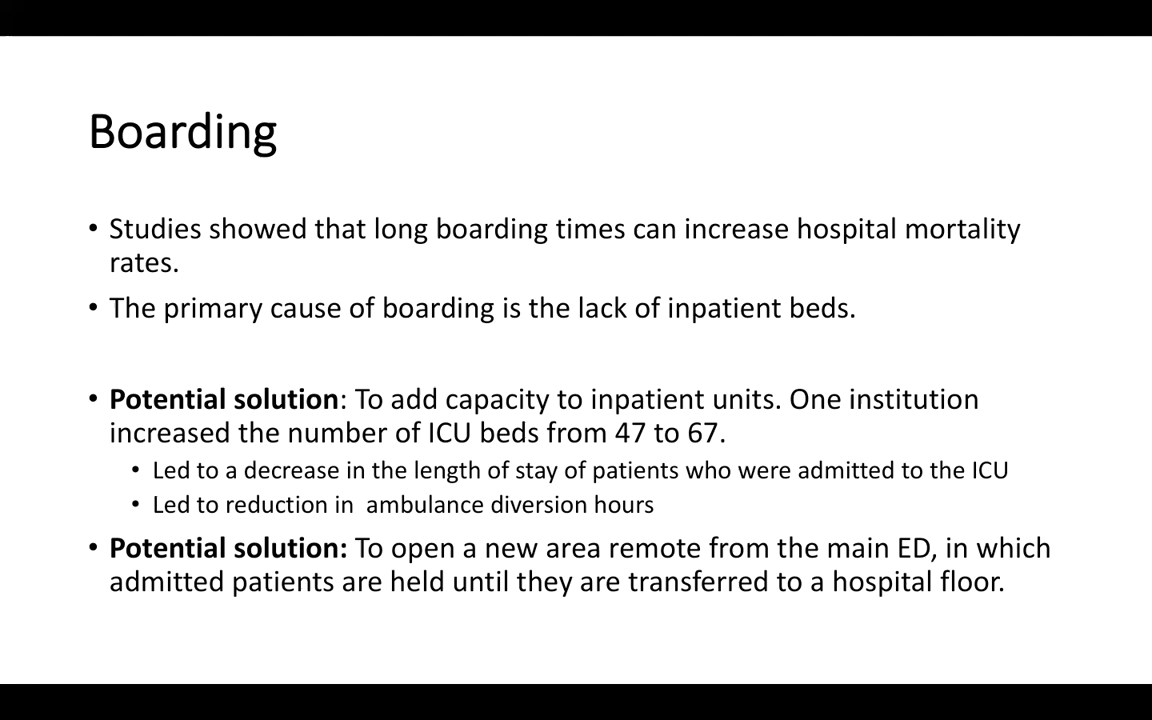 Boarding
• Studies showed that long boarding times can increase hospital mortality
rates.
• The primary cause of boarding is the lack of inpatient beds.
• Potential solution: To add capacity to inpatient units. One institution
increased the number of ICU beds from 47 to 67.
• Led to a decrease in the length of stay of patients who were admitted to the ICU
• Led to reduction in  ambulance diversion hours
• Potential solution: To open a new area remote from the main ED, in which
admitted patients are held until they are transferred to a hospital floor.